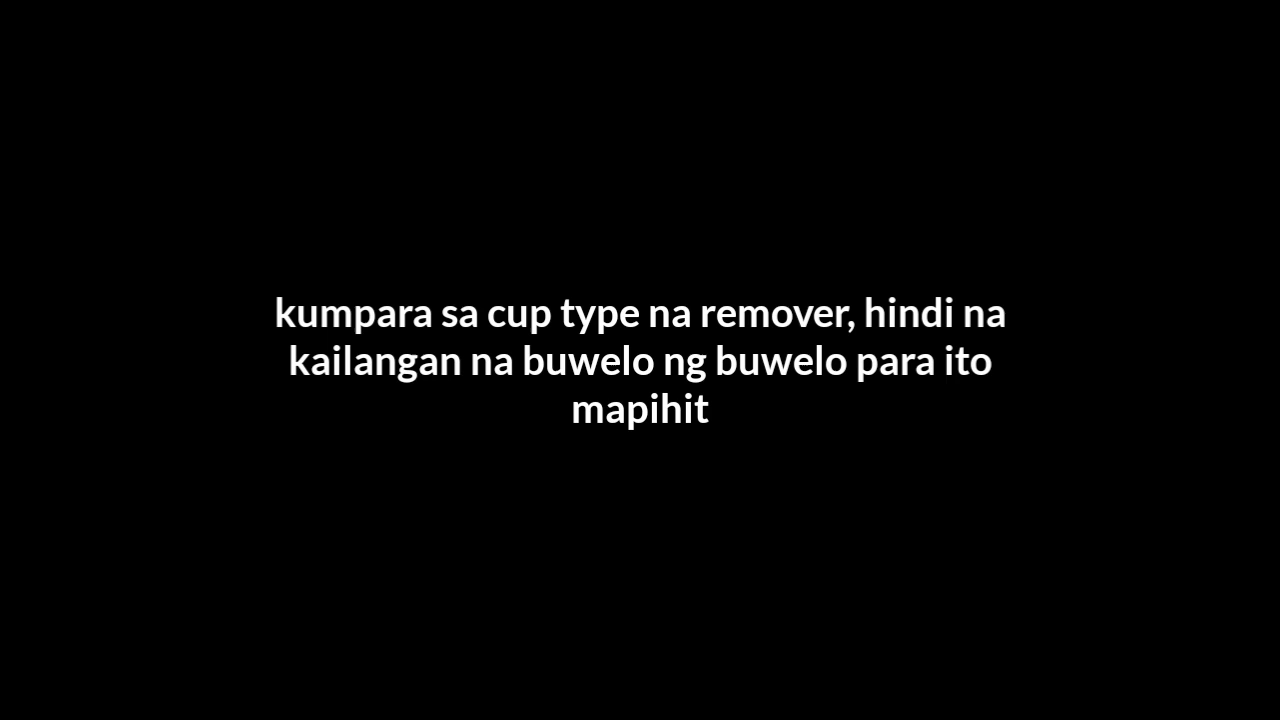 kumpara sa cup type na remover, hindi na
kailangan na buwelo ng buwelo para ito
mapihit